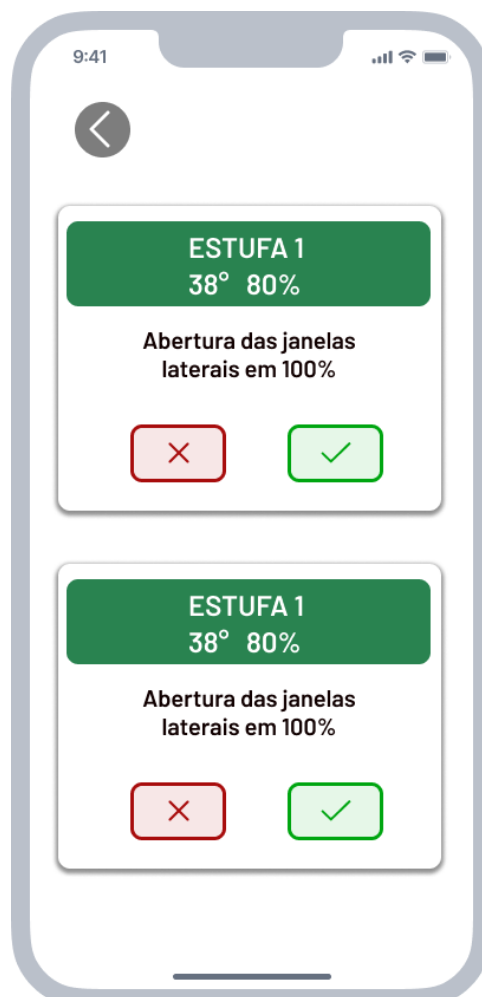 9:41
ESTUFA 1
38° 80%
Abertura das janelas
laterais em 100%
ESTUFA 1
38° 80%
Abertura das janelas
laterais em 100%